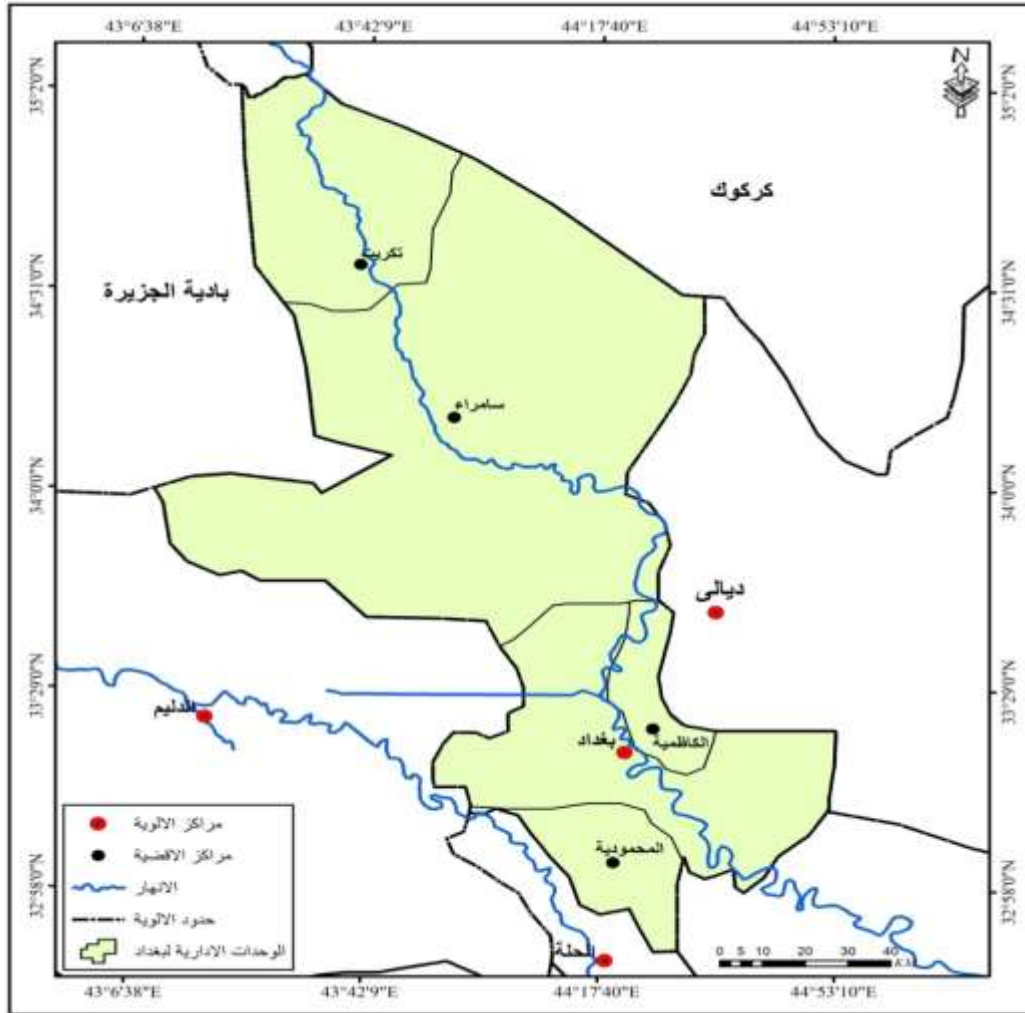 43°6'38"E 43°42'9"E 44°17'40"E 44°53'10"E
35°2'0"N
35°2'0"N
N
كركوك
تكريت
34°31'0"N
34°31'0"N
بادية الجزيرة
سامراء
34°0'0"N
34°0'0"N
ديالى
33°29'0"N
33°29'0"N
الدليم
الكاظمية
بغداد
مراكز الالوية
مراكز الاقضية
المحمودية
الانهار
32°58'0"N
32°58'0"N
حدود الالوية
الوحدات الادارية لبغداد
الحلة
0 5 10 20 30 40
43°6'38"E 43°42'9"E 44°17'40"E 44°53'10"E